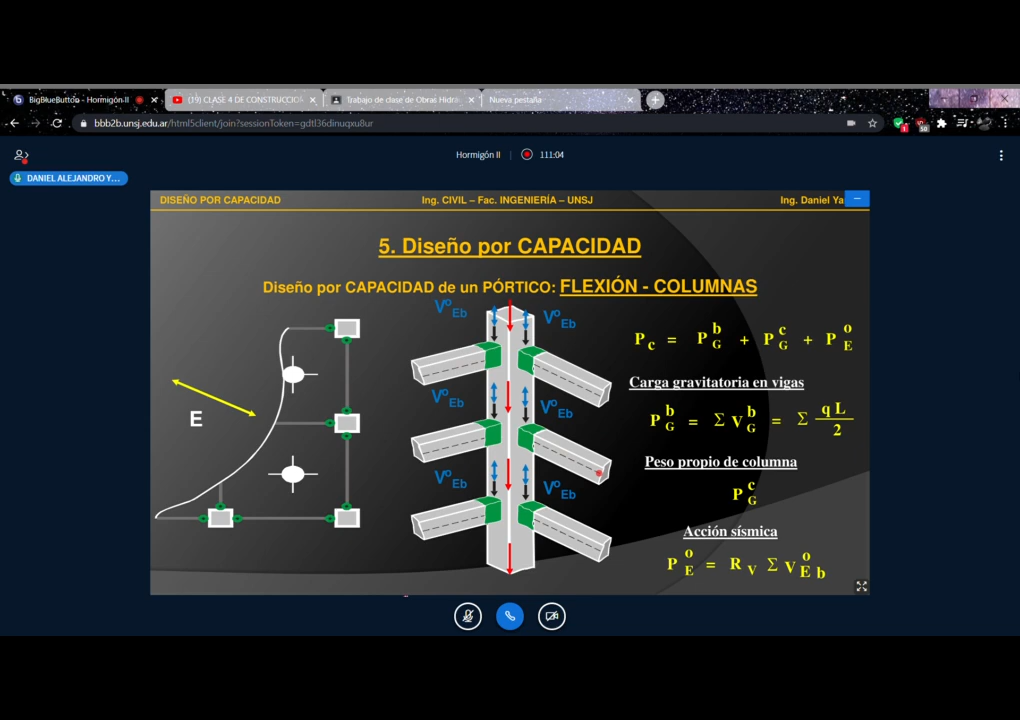 BigBlueButton - Hormigón II
(19) CLASE 4 DE CONSTRUCCION
Trabajo de clase de Obras Hidrá
Nueva pestaña
bbb2b.unsj.edu.ar/html5client/join?sessionToken=gdtl36dinuqxu8ur
1
50
Hormigón II | 111:04
DANIEL ALEJANDRO Y...
DISEÑO POR CAPACIDAD
Ing. CIVIL – Fac. INGENIERÍA – UNSJ
Ing. Daniel Ya
5. Diseño por CAPACIDAD
Diseño por CAPACIDAD de un PÓRTICO: FLEXIÓN - COLUMNAS
E
Vº Eb
Vº Eb
Vº Eb
Vº Eb
Vº Eb
Vº Eb
P c = P b G + P c G + P o E
Carga gravitatoria en vigas
P b G = Σ V b G = Σ q L / 2
Peso propio de columna
P c G
Acción sísmica
P o E = R V Σ V o E b